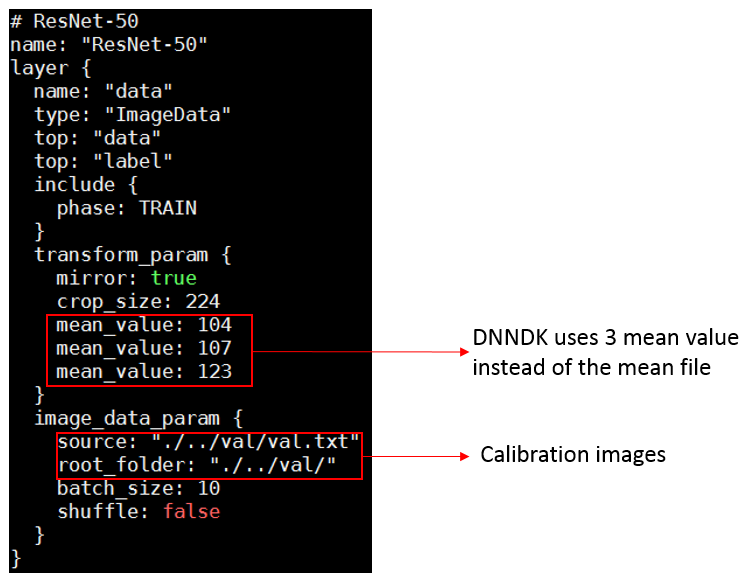 # ResNet-50
name: "ResNet-50"
layer {
  name: "data"
  type: "ImageData"
  top: "data"
  top: "label"
  include {
    phase: TRAIN
  }
  transform_param {
    mirror: true
    crop_size: 224
    mean_value: 104
    mean_value: 107
    mean_value: 123
  }
  image_data_param {
    source: "./../val/val.txt"
    root_folder: "./../val/"
    batch_size: 10
    shuffle: false
  }
}
DNNDK uses 3 mean value
instead of the mean file
Calibration images